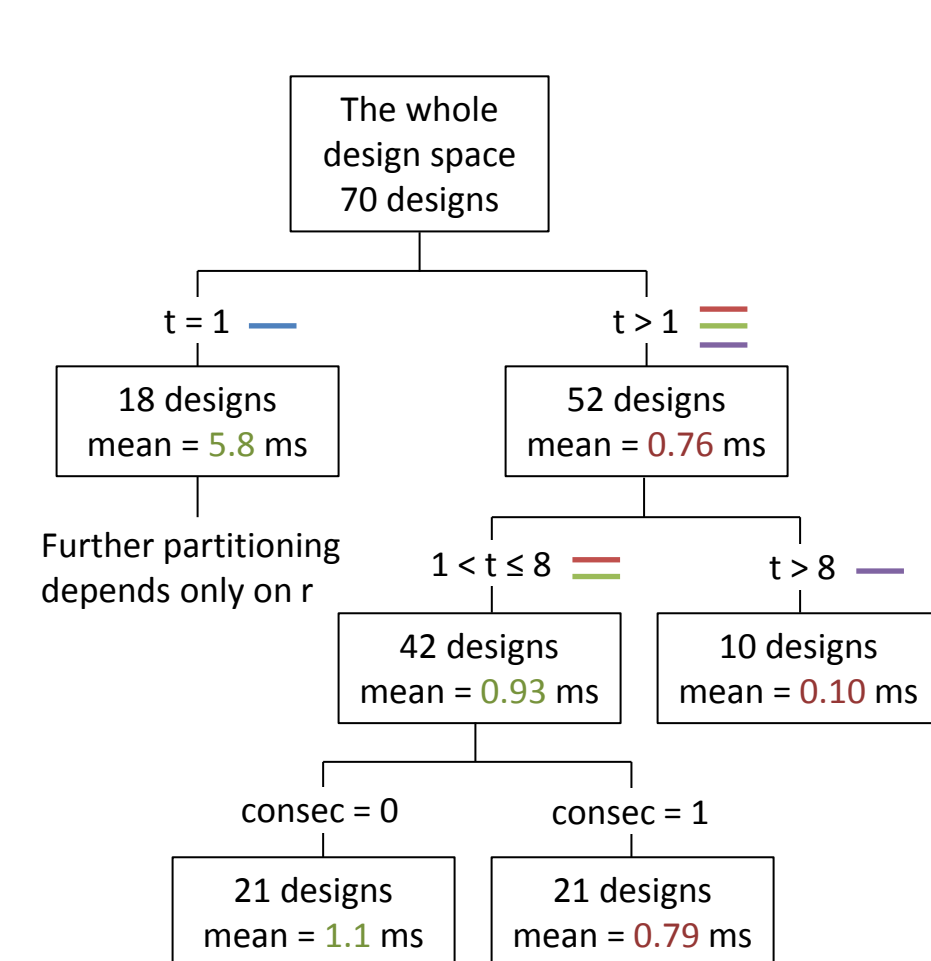 The whole
design space
70 designs
t = 1
t > 1
18 designs
mean = 5.8 ms
52 designs
mean = 0.76 ms
Further partitioning
depends only on r
1 < t ≤ 8
t > 8
42 designs
mean = 0.93 ms
10 designs
mean = 0.10 ms
consec = 0
consec = 1
21 designs
mean = 1.1 ms
21 designs
mean = 0.79 ms